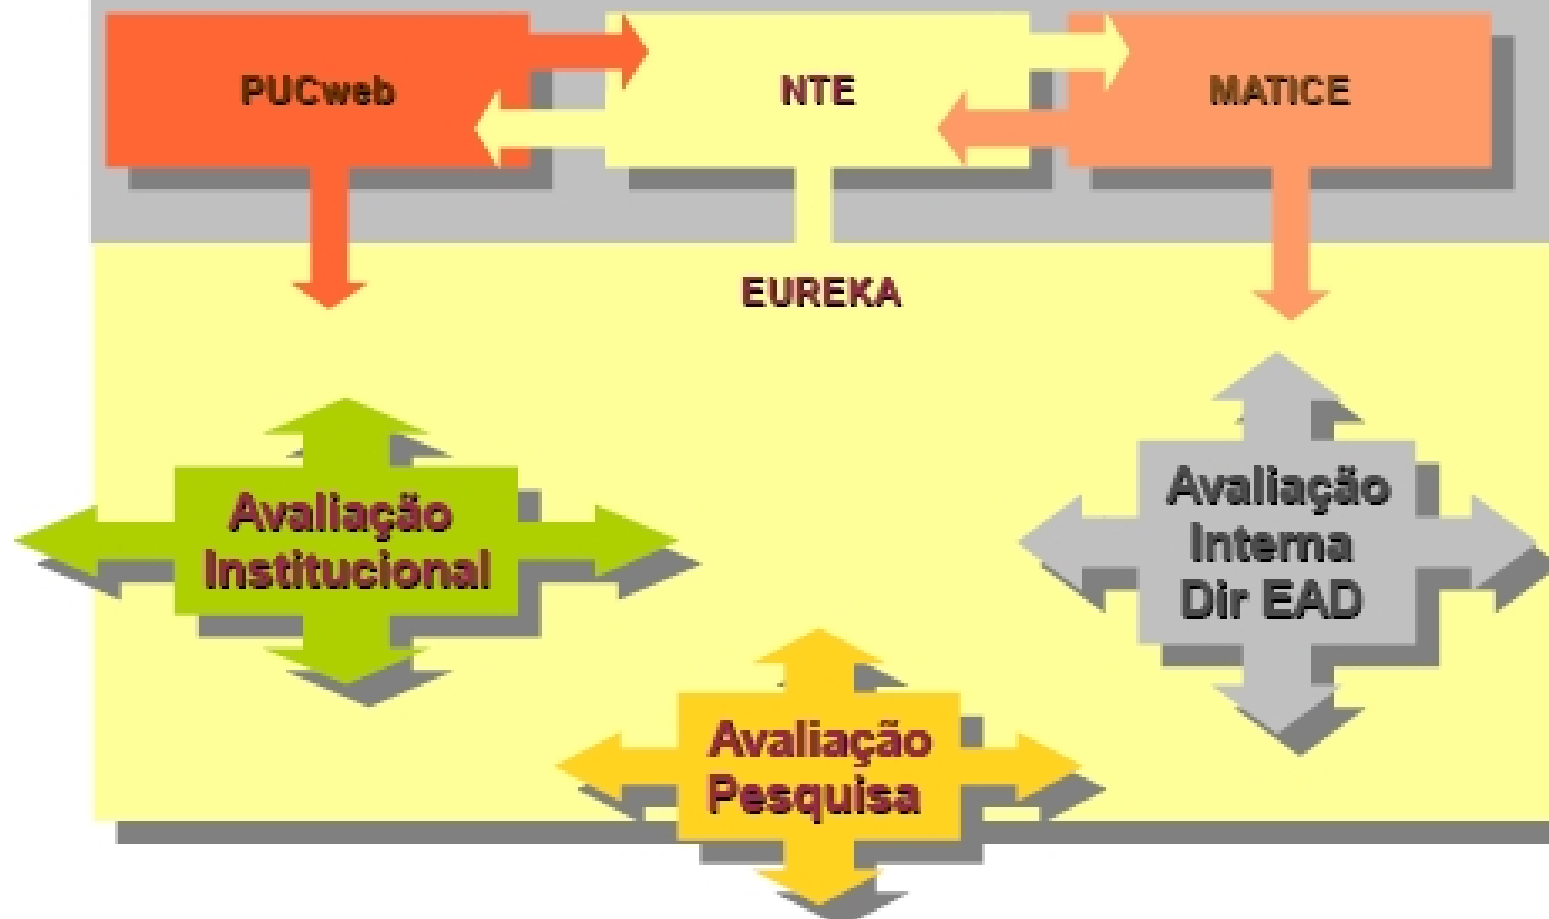 PUCweb
NTE
MATICE
EUREKA
Avaliação
Institucional
Avaliação
Interna
Dir EAD
Avaliação
Pesquisa